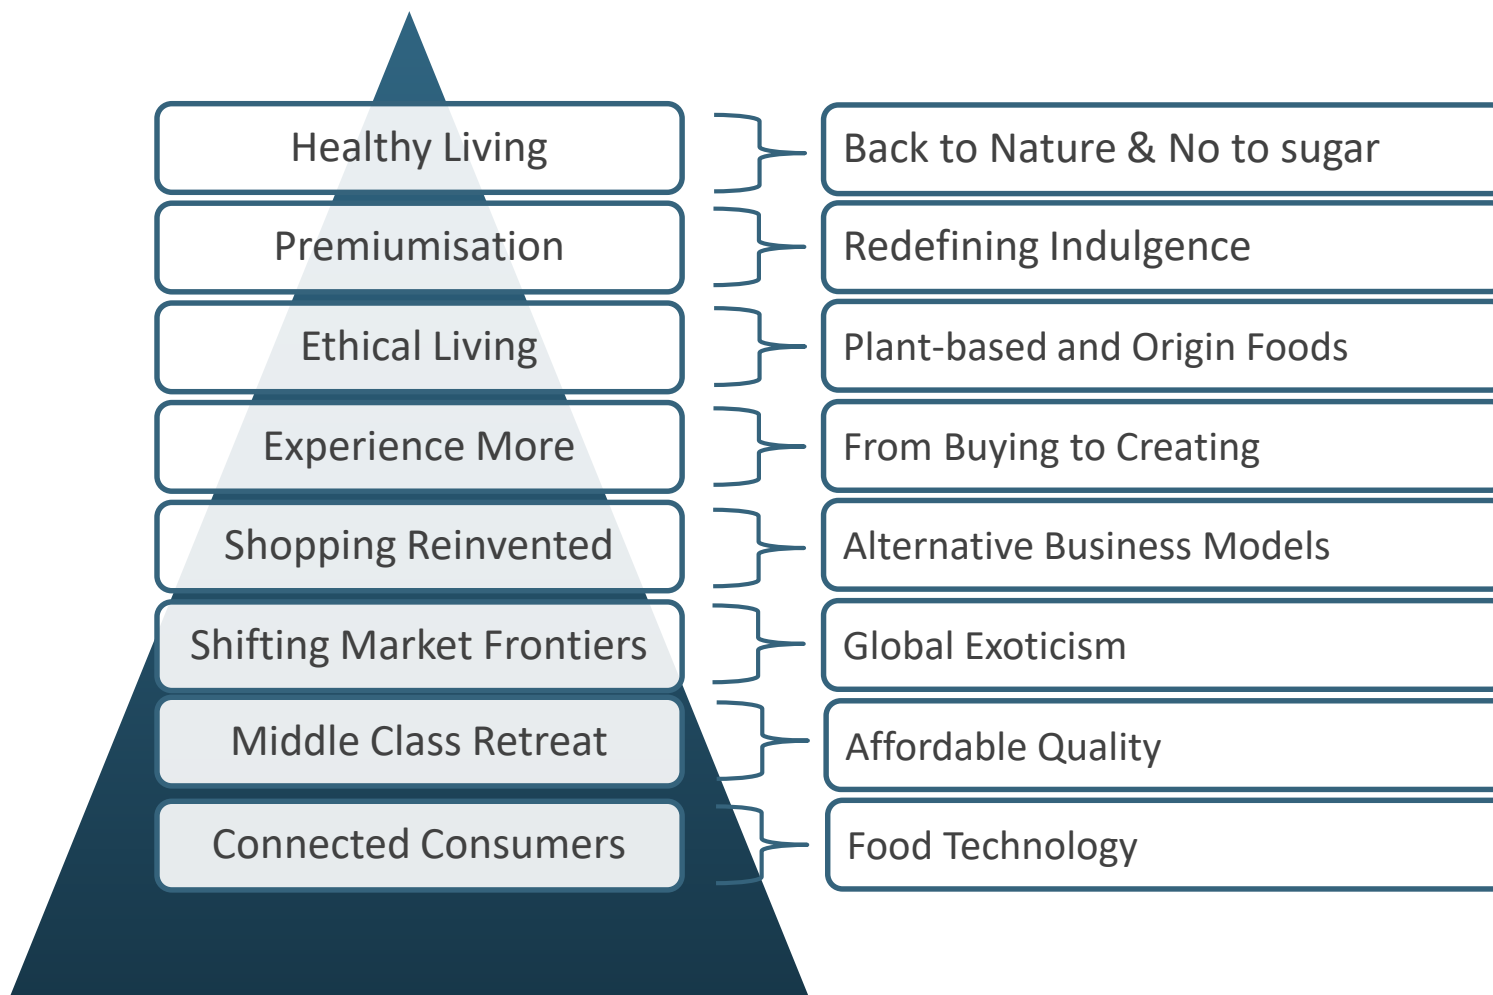 Healthy Living
Back to Nature & No to sugar
Premiumisation
Redefining Indulgence
Ethical Living
Plant-based and Origin Foods
Experience More
From Buying to Creating
Shopping Reinvented
Alternative Business Models
Shifting Market Frontiers
Global Exoticism
Middle Class Retreat
Affordable Quality
Connected Consumers
Food Technology